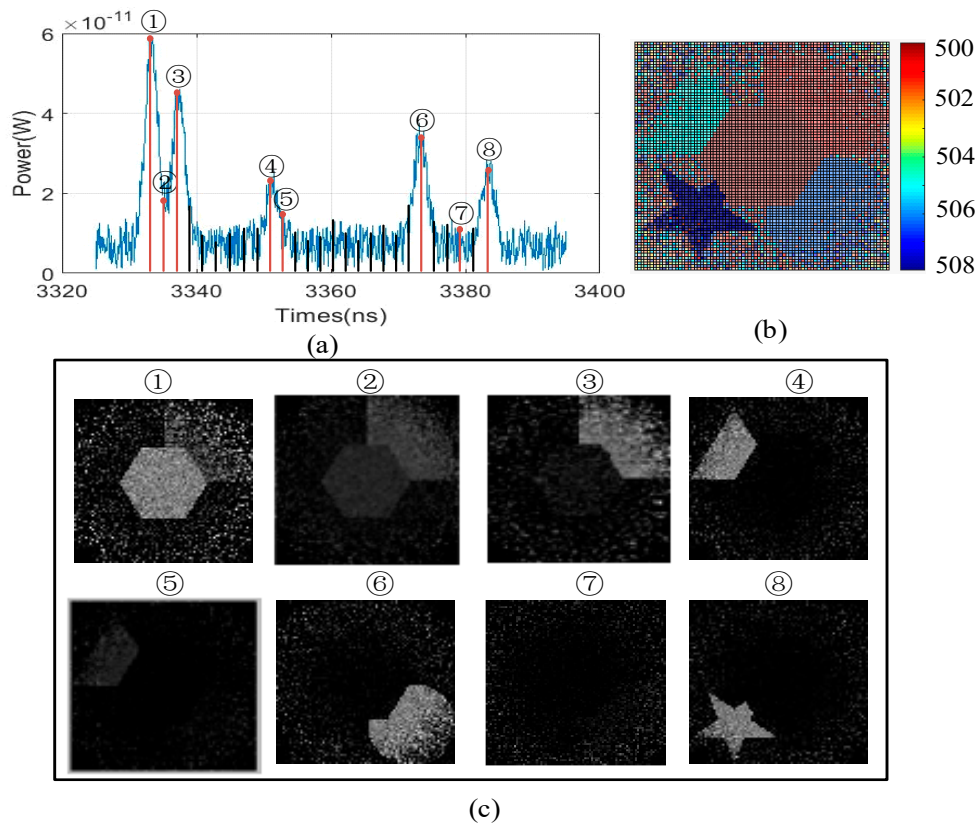 ×10⁻¹¹
6
4
2
0
Power(W)
① ② ③ ④ ⑤ ⑥ ⑦ ⑧
3320 3340 3360 3380 3400
Times(ns)
(a)
500
502
504
506
508
(b)
① ② ③ ④
⑤ ⑥ ⑦ ⑧
(c)